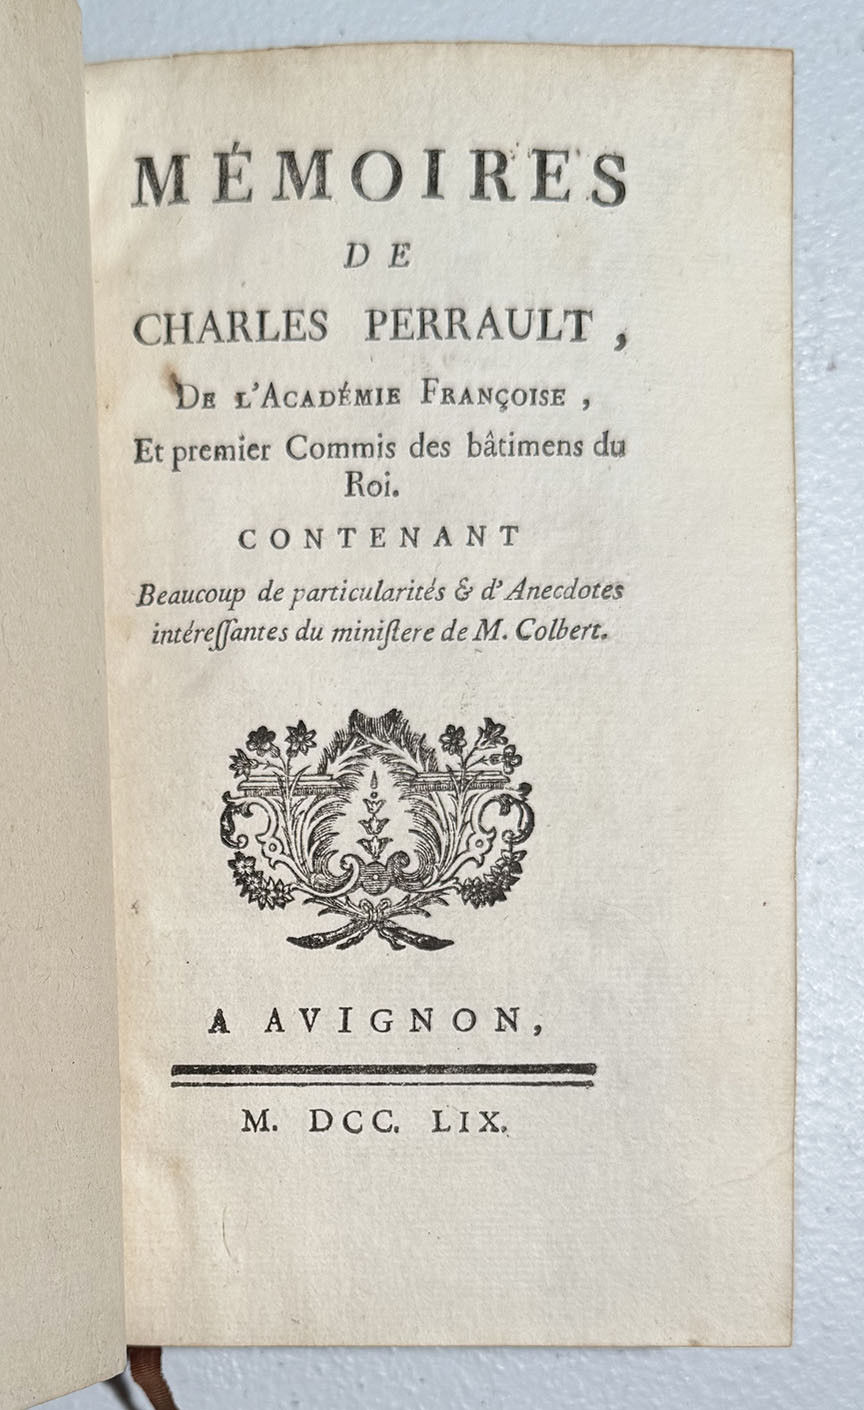 MÉMOIRES
DE
CHARLES PERRAULT,
DE L'ACADÉMIE FRANÇOISE,
Et premier Commis des bâtimens du
Roi.
CONTENANT
Beaucoup de particularités & d'Anecdotes
intéreſſantes du miniſtere de M. Colbert.
A AVIGNON,
M. DCC. LIX.